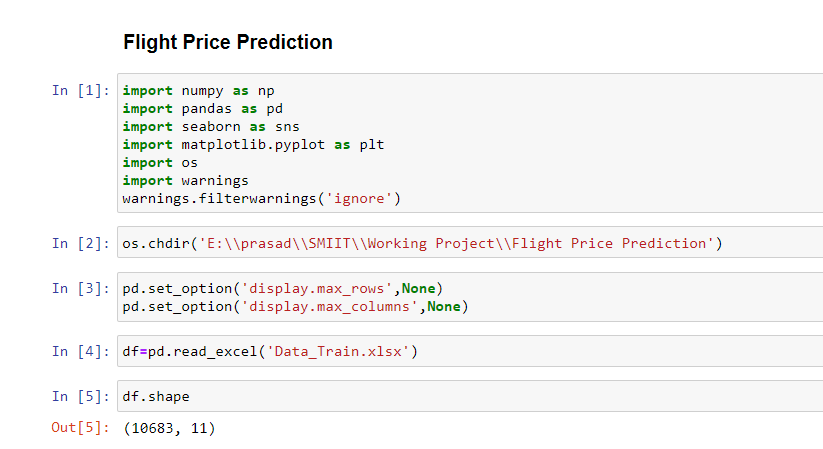 Flight Price Prediction
In [1]: import numpy as np
import pandas as pd
import seaborn as sns
import matplotlib.pyplot as plt
import os
import warnings
warnings.filterwarnings('ignore')
In [2]: os.chdir('E:\\prasad\\SMIIT\\Working Project\\Flight Price Prediction')
In [3]: pd.set_option('display.max_rows',None)
pd.set_option('display.max_columns',None)
In [4]: df=pd.read_excel('Data_Train.xlsx')
In [5]: df.shape
Out[5]: (10683, 11)